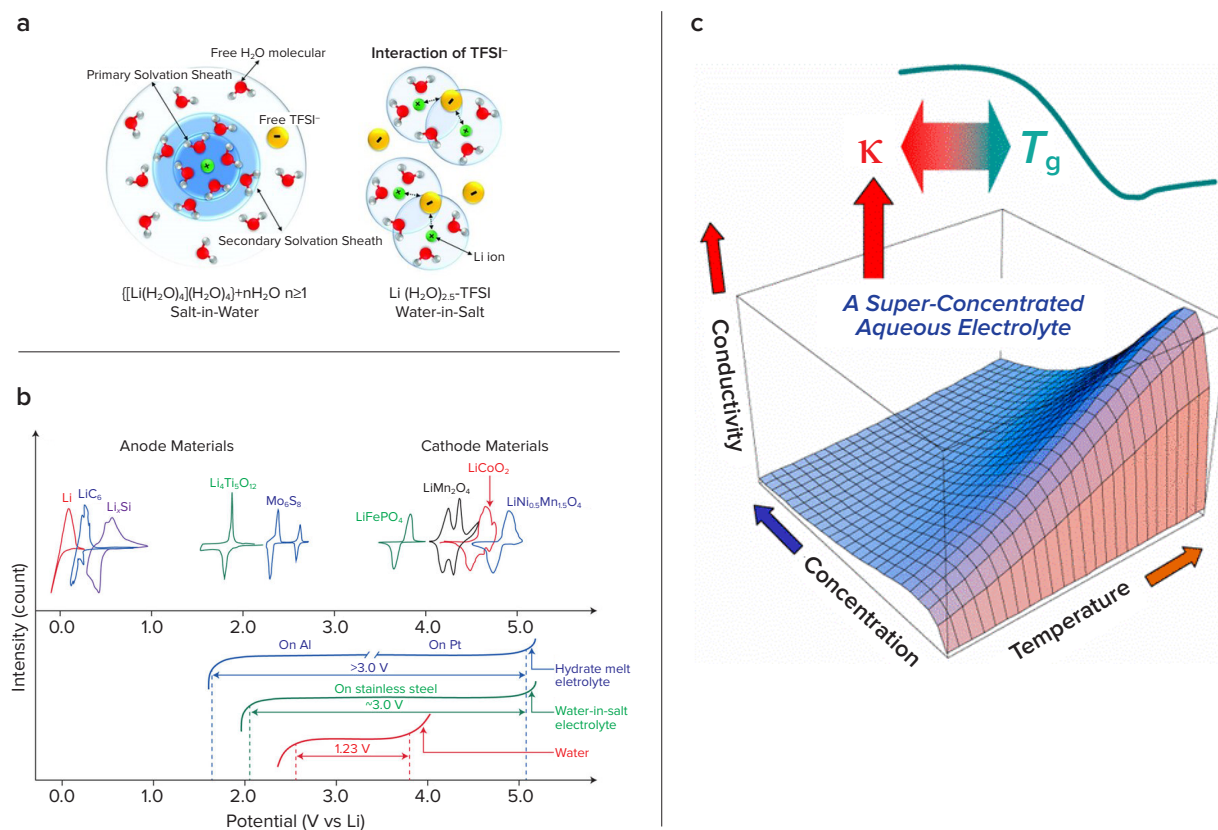 a
Free H₂O molecular
Primary Solvation Sheath
Free TFSI⁻
Secondary Solvation Sheath
{[Li(H₂O)₄](H₂O)₄}+nH₂O n≥1
Salt-in-Water
Interaction of TFSI⁻
Li ion
Li (H₂O)₂.₅-TFSI
Water-in-Salt
b
Intensity (count)
Anode Materials
Cathode Materials
Li
LiC₆
LiₓSi
Li₄Ti₅O₁₂
Mo₆S₈
LiFePO₄
LiMn₂O₄
LiCoO₂
LiNi₀.₅Mn₁.₅O₄
0.0 1.0 2.0 3.0 4.0 5.0
On Al
On Pt
>3.0 V
Hydrate melt
eletrolyte
On stainless steel
~3.0 V
Water-in-salt
electrolyte
1.23 V
Water
0.0 1.0 2.0 3.0 4.0 5.0
Potential (V vs Li)
c
κ
Tg
A Super-Concentrated
Aqueous Electrolyte
Conductivity
Concentration
Temperature